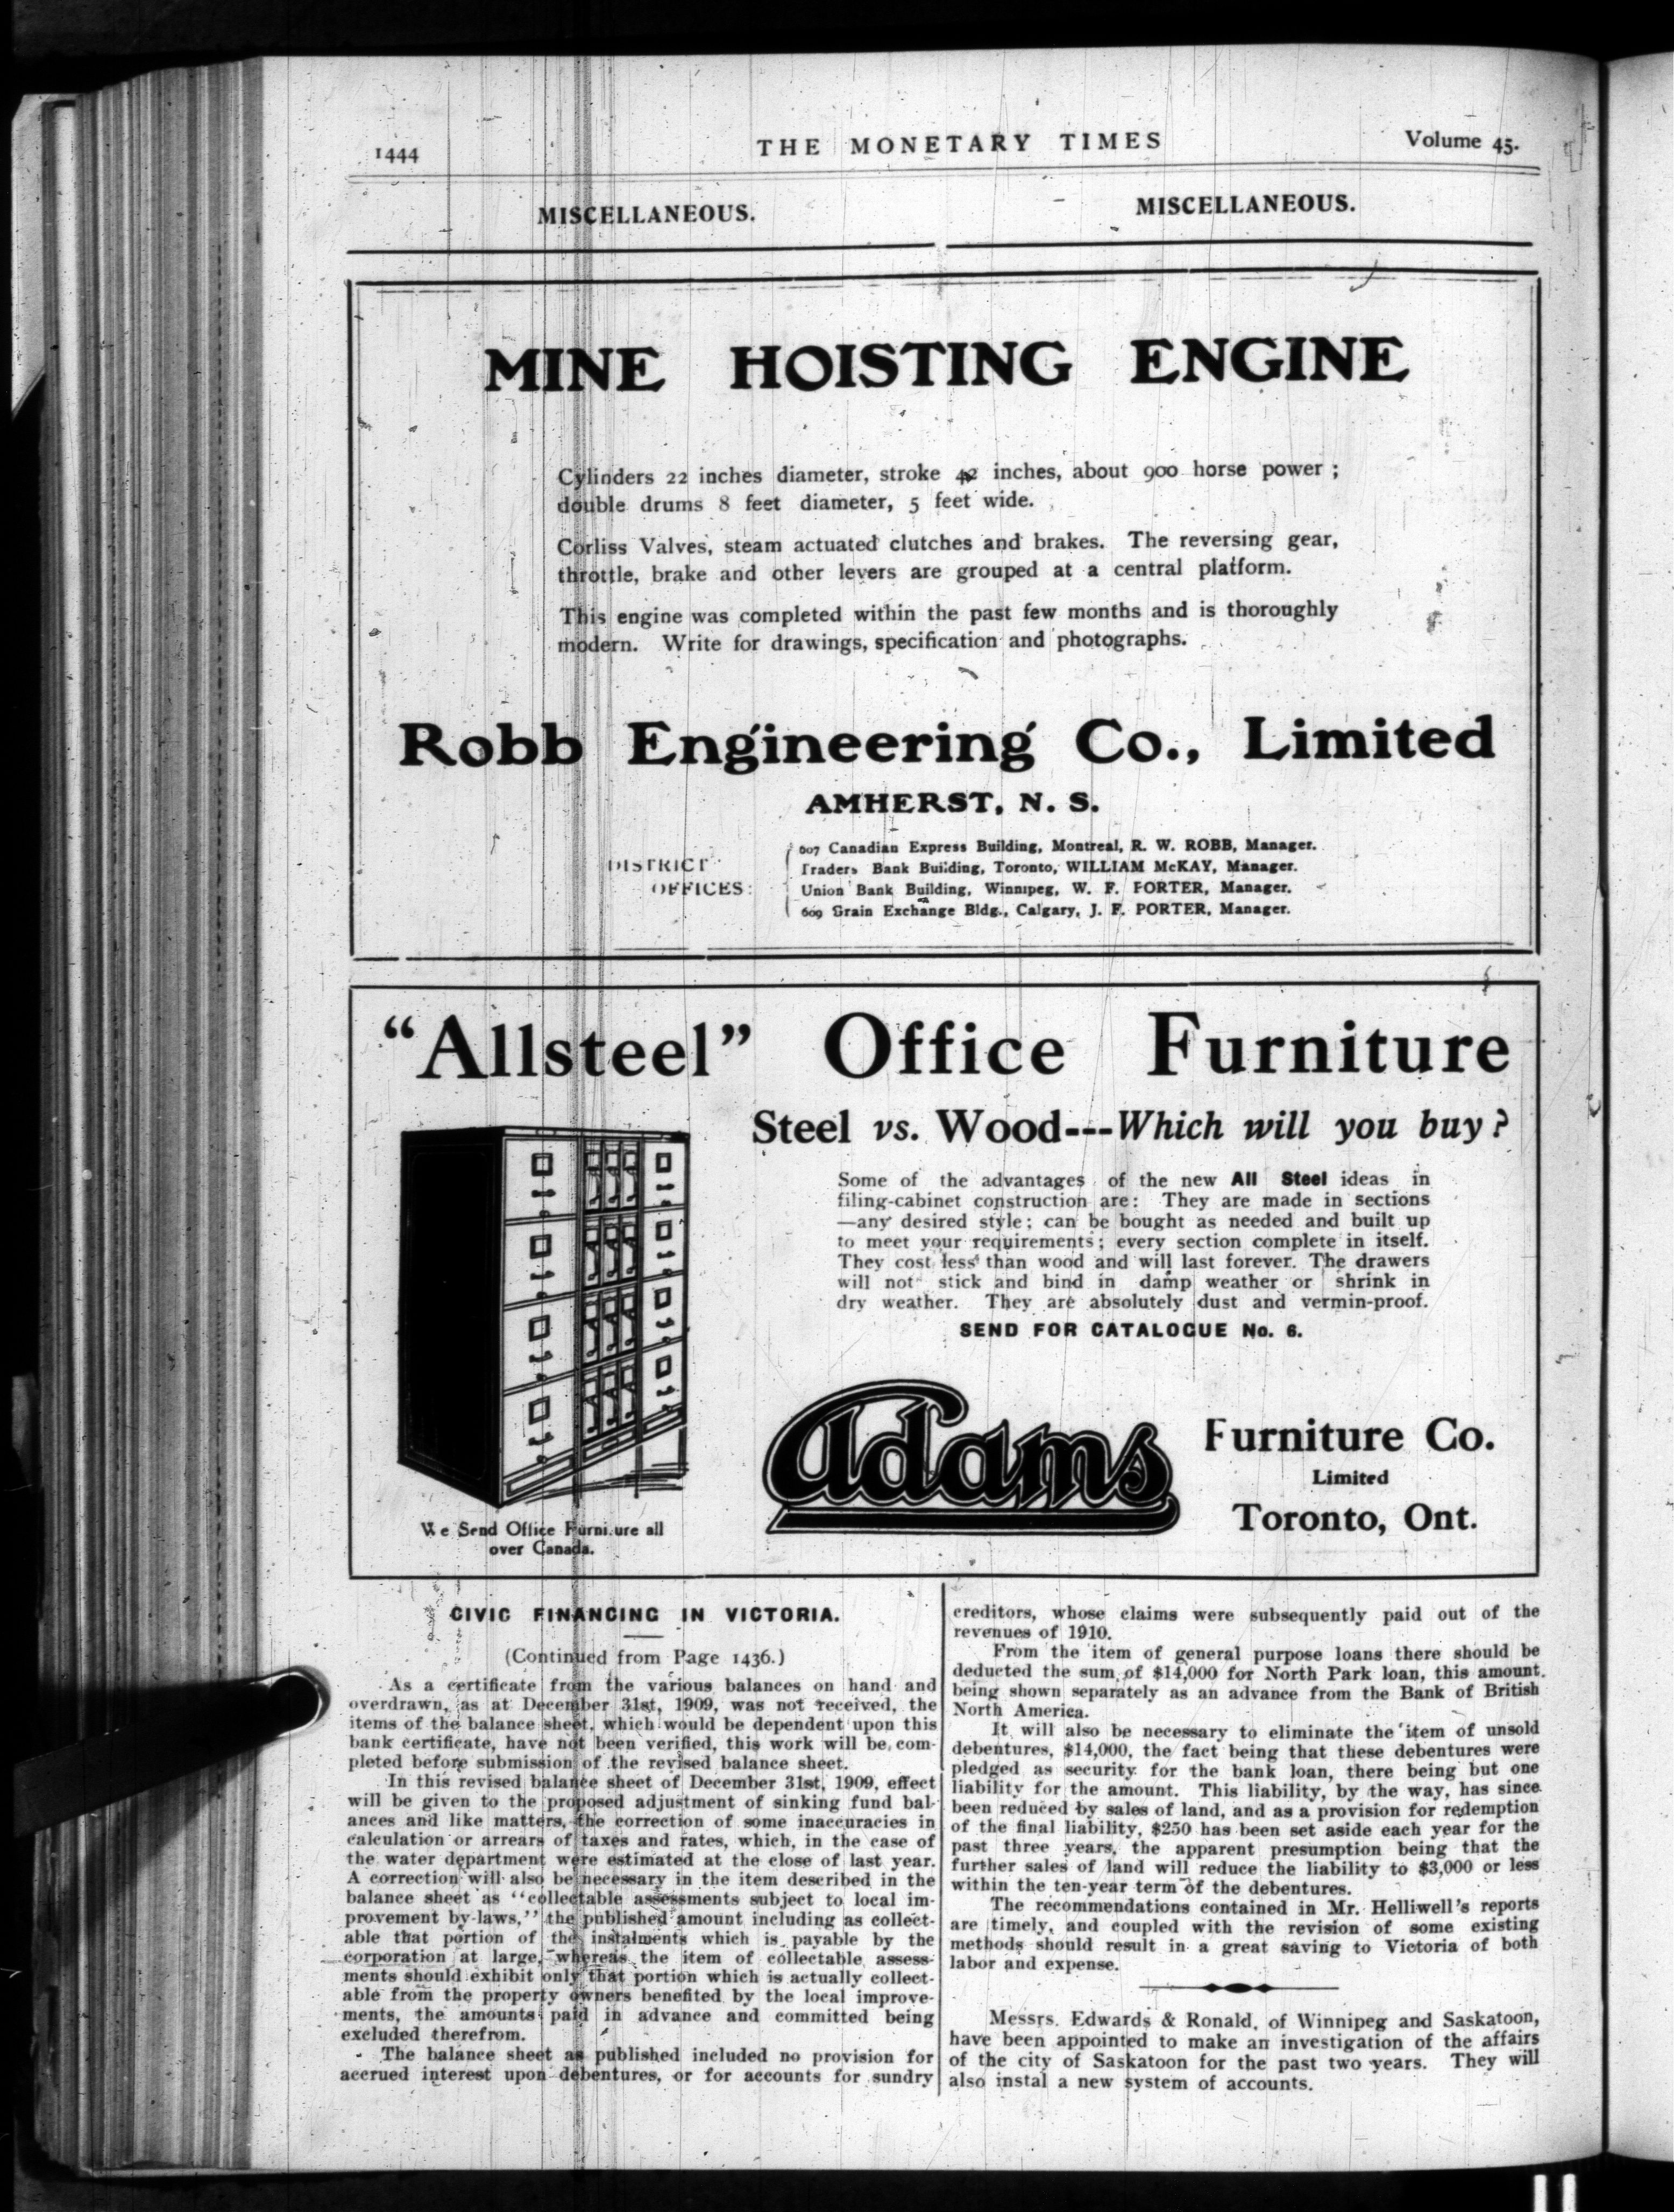 1444
THE MONETARY TIMES
Volume 45.
MISCELLANEOUS.
MISCELLANEOUS.
MINE HOISTING ENGINE
Cylinders 22 inches diameter, stroke 42 inches, about 900 horse power ;
double drums 8 feet diameter, 5 feet wide.
Corliss Valves, steam actuated clutches and brakes. The reversing gear,
throttle, brake and other levers are grouped at a central platform.
This engine was completed within the past few months and is thoroughly
modern. Write for drawings, specification and photographs.
Robb Engineering Co., Limited
AMHERST, N. S.
DISTRICT
OFFICES:
607 Canadian Express Building, Montreal, R. W. ROBB, Manager.
Traders Bank Building, Toronto, WILLIAM McKAY, Manager.
Union Bank Building, Winnipeg, W. F. PORTER, Manager.
609 Grain Exchange Bldg., Calgary, J. F. PORTER, Manager.
"Allsteel" Office Furniture
Steel vs. Wood---Which will you buy?
Some of the advantages of the new All Steel ideas in
filing-cabinet construction are: They are made in sections
—any desired style; can be bought as needed and built up
to meet your requirements; every section complete in itself.
They cost less than wood and will last forever. The drawers
will not stick and bind in damp weather or shrink in
dry weather. They are absolutely dust and vermin-proof.
SEND FOR CATALOGUE No. 6.
Adams
Furniture Co.
Limited
Toronto, Ont.
We Send Office Furniture all
over Canada.
CIVIC FINANCING IN VICTORIA.
(Continued from Page 1436.)
As a certificate from the various balances on hand and
overdrawn, as at December 31st, 1909, was not received, the
items of the balance sheet, which would be dependent upon this
bank certificate, have not been verified, this work will be com-
pleted before submission of the revised balance sheet.
In this revised balance sheet of December 31st, 1909, effect
will be given to the proposed adjustment of sinking fund bal-
ances and like matters, the correction of some inaccuracies in
calculation or arrears of taxes and rates, which, in the case of
the water department were estimated at the close of last year.
A correction will also be necessary in the item described in the
balance sheet as "collectable assessments subject to local im-
provement by-laws," the published amount including as collect-
able that portion of the instalments which is payable by the
corporation at large, whereas the item of collectable assess-
ments should exhibit only that portion which is actually collect-
able from the property owners benefited by the local improve-
ments, the amounts paid in advance and committed being
excluded therefrom.
The balance sheet as published included no provision for
accrued interest upon debentures, or for accounts for sundry
creditors, whose claims were subsequently paid out of the
revenues of 1910.
From the item of general purpose loans there should be
deducted the sum of $14,000 for North Park loan, this amount
being shown separately as an advance from the Bank of British
North America.
It will also be necessary to eliminate the item of unsold
debentures, $14,000, the fact being that these debentures were
pledged as security for the bank loan, there being but one
liability for the amount. This liability, by the way, has since
been reduced by sales of land, and as a provision for redemption
of the final liability, $250 has been set aside each year for the
past three years, the apparent presumption being that the
further sales of land will reduce the liability to $3,000 or less
within the ten-year term of the debentures.
The recommendations contained in Mr. Helliwell's reports
are timely, and coupled with the revision of some existing
methods should result in a great saving to Victoria of both
labor and expense.
Messrs. Edwards & Ronald, of Winnipeg and Saskatoon,
have been appointed to make an investigation of the affairs
of the city of Saskatoon for the past two years. They will
also instal a new system of accounts.